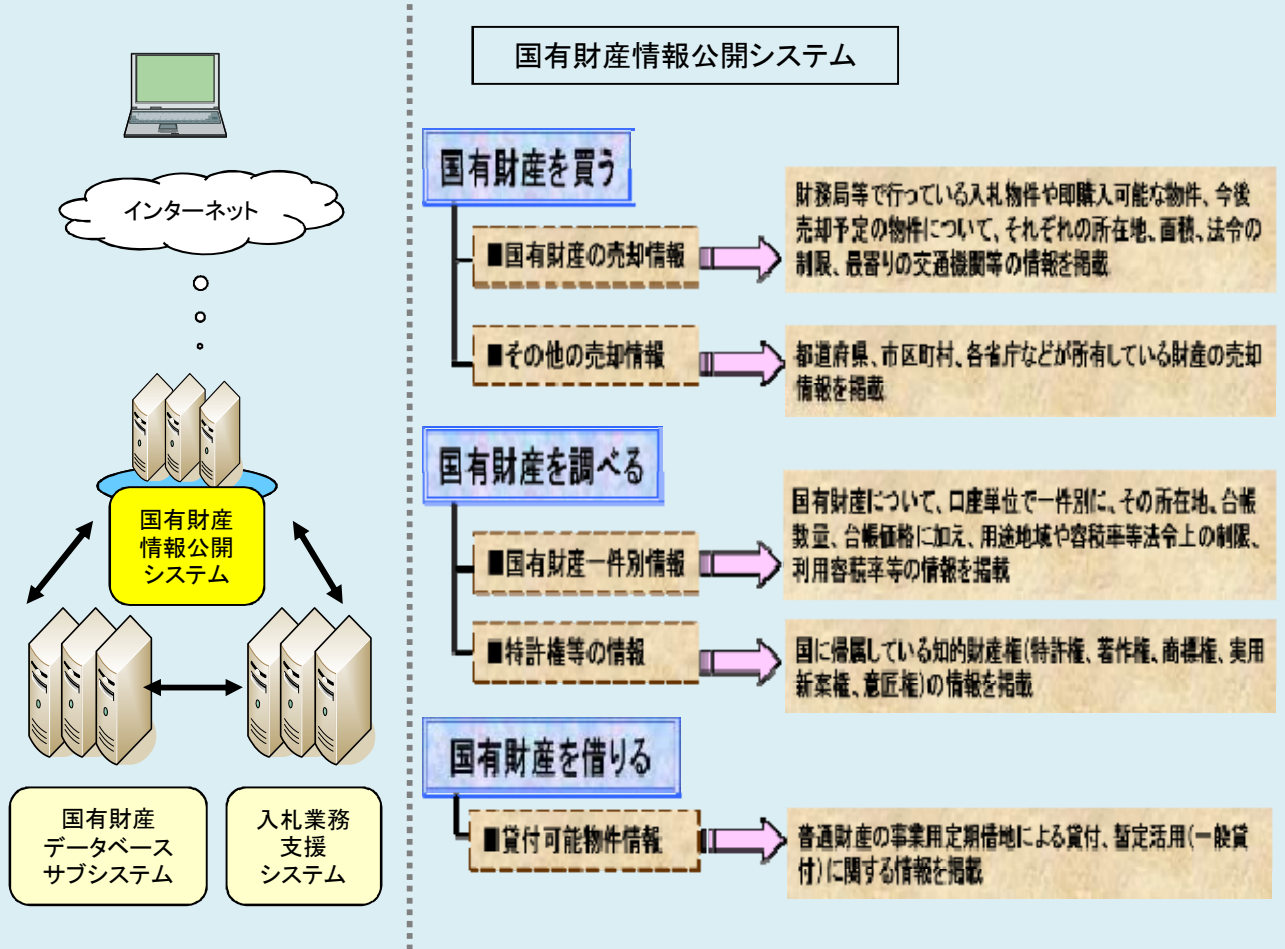 インターネット
国有財産
情報公開
システム
国有財産
データベース
サブシステム
入札業務
支援
システム
国有財産情報公開システム
国有財産を買う
■国有財産の売却情報
財務局等で行っている入札物件や即購入可能な物件、今後
売却予定の物件について、それぞれの所在地、面積、法令の
制限、最寄りの交通機関等の情報を掲載
■その他の売却情報
都道府県、市区町村、各省庁などが所有している財産の売却
情報を掲載
国有財産を調べる
■国有財産一件別情報
国有財産について、口座単位で一件別に、その所在地、台帳
数量、台帳価格に加え、用途地域や容積率等法令上の制限、
利用容積率等の情報を掲載
■特許権等の情報
国に帰属している知的財産権(特許権、著作権、商標権、実用
新案権、意匠権)の情報を掲載
国有財産を借りる
■貸付可能物件情報
普通財産の事業用定期借地による貸付、暫定活用(一般貸
付)に関する情報を掲載